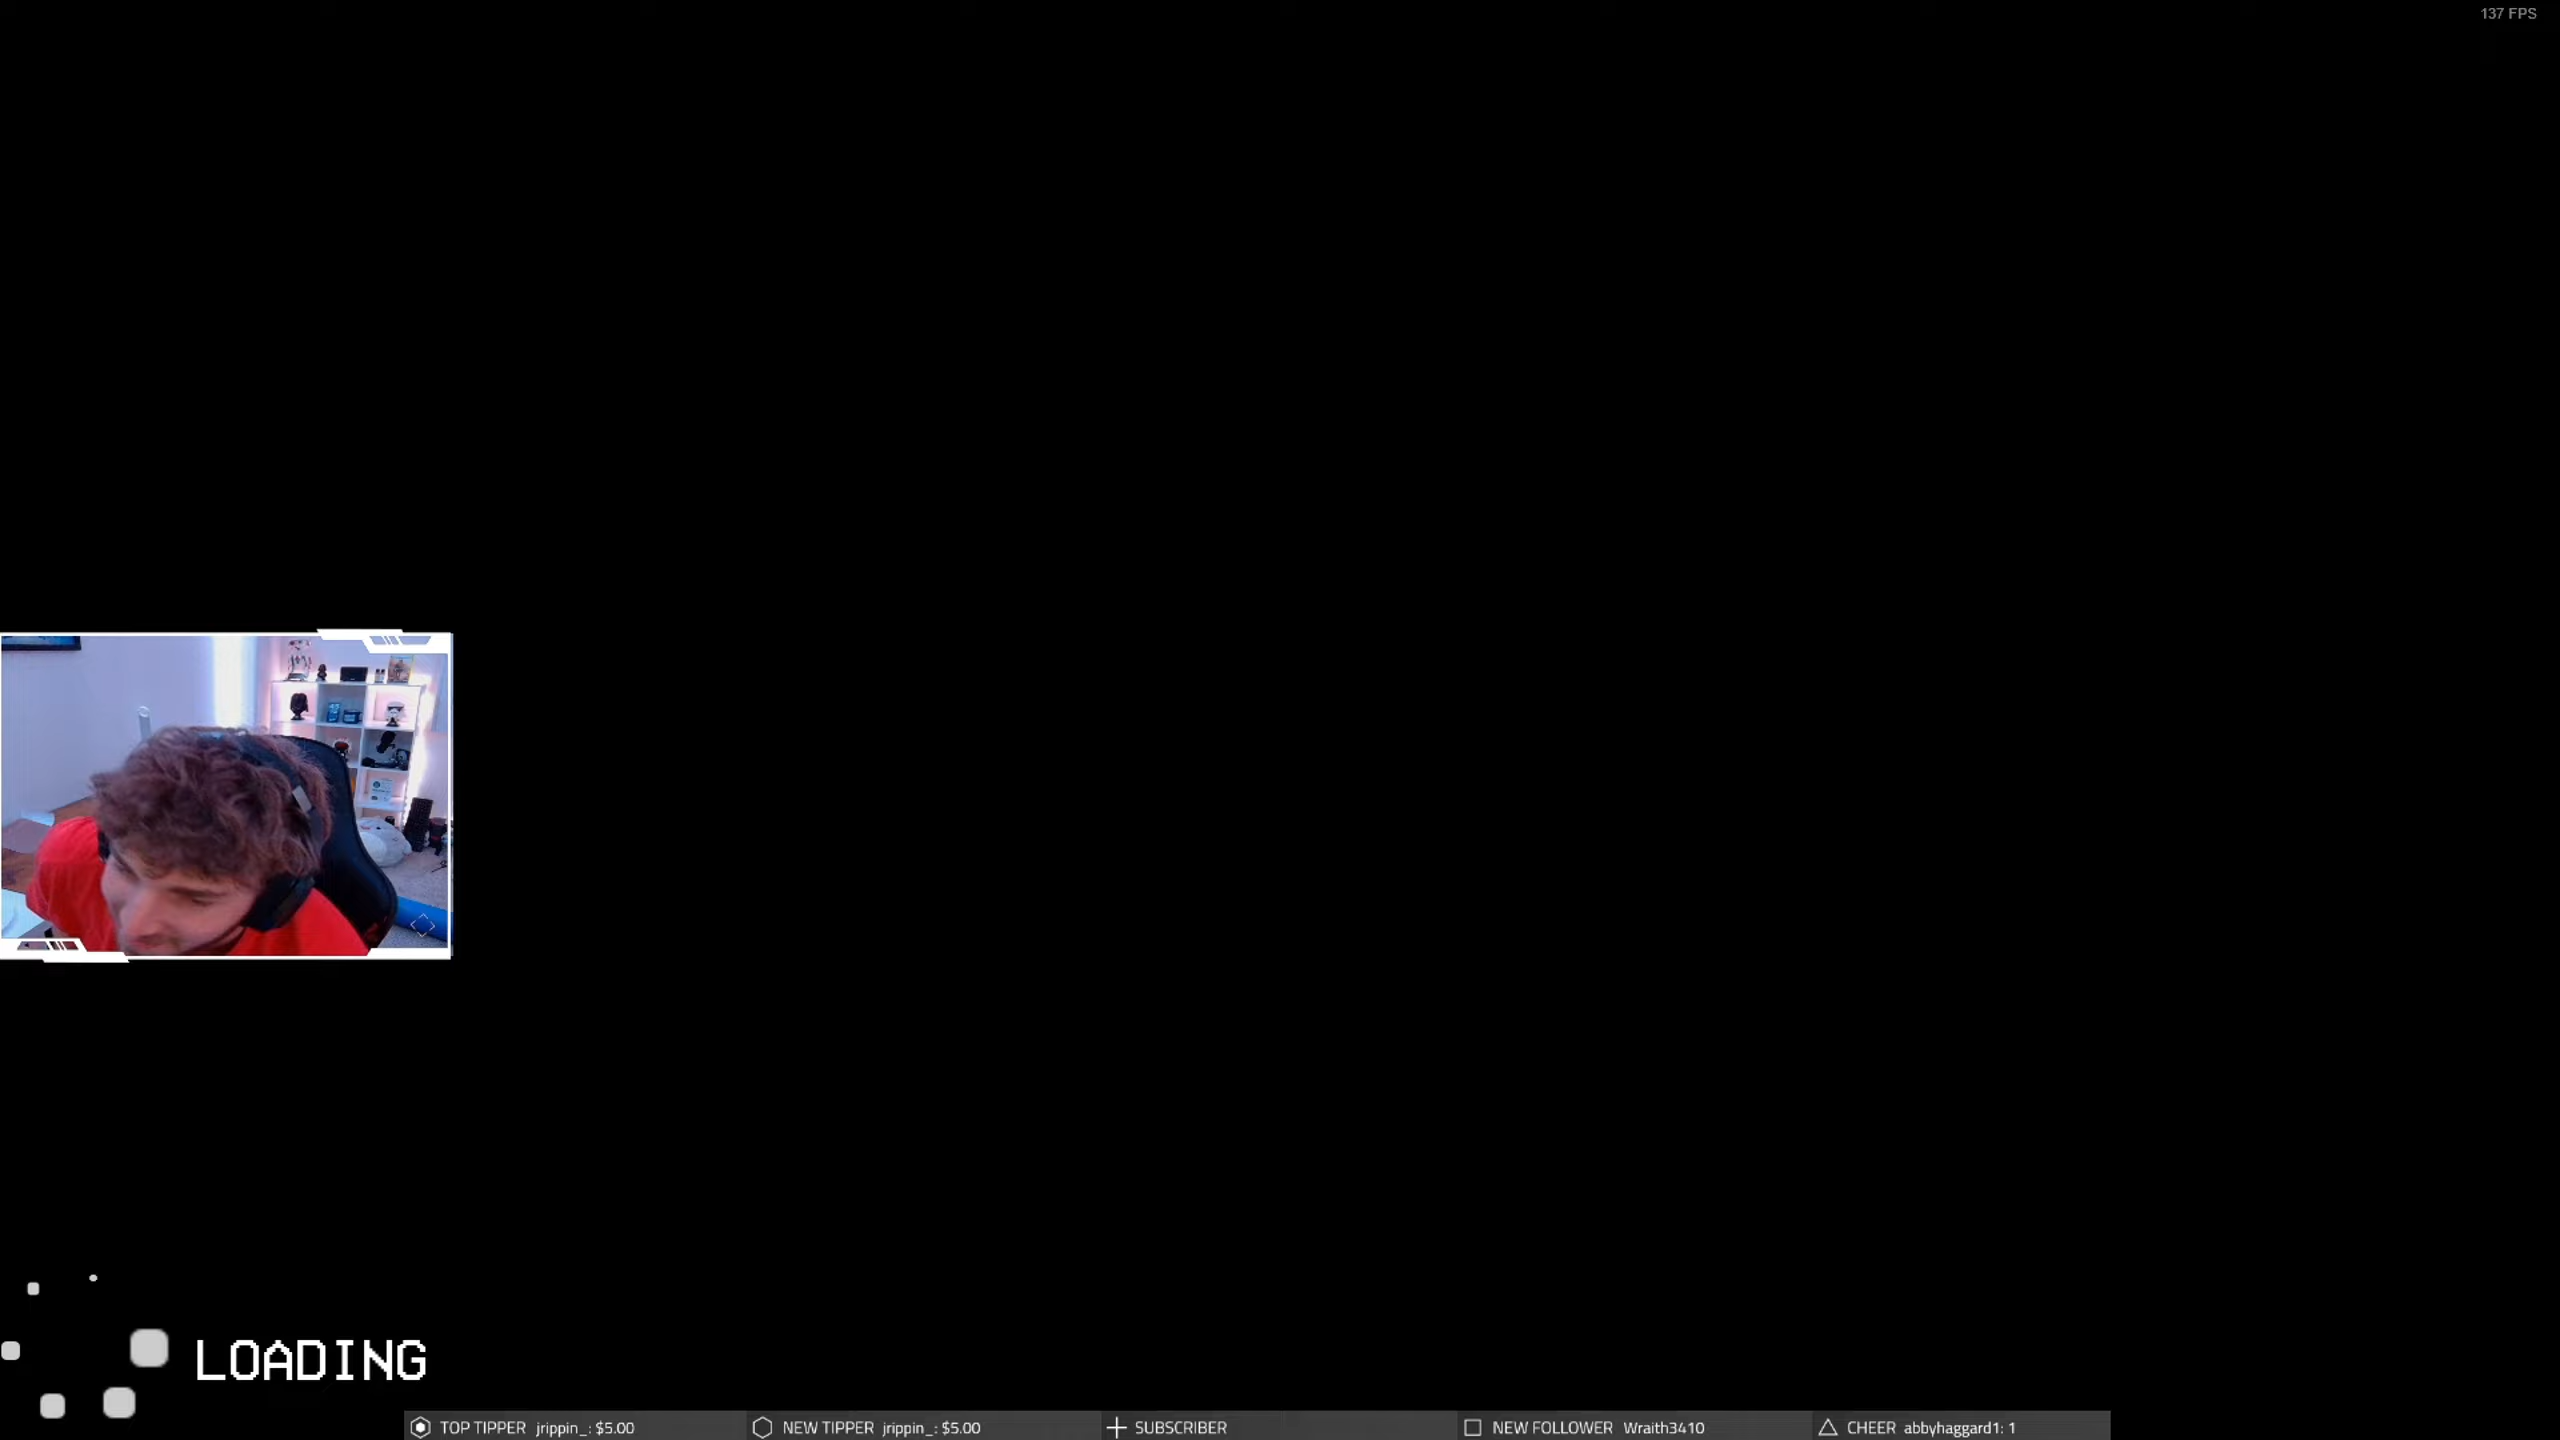 137 FPS
LOADING
TOP TIPPER jrippin_: $5.00
NEW TIPPER jrippin_: $5.00
SUBSCRIBER
NEW FOLLOWER Wraith3410
CHEER abbyhaggard1: 1